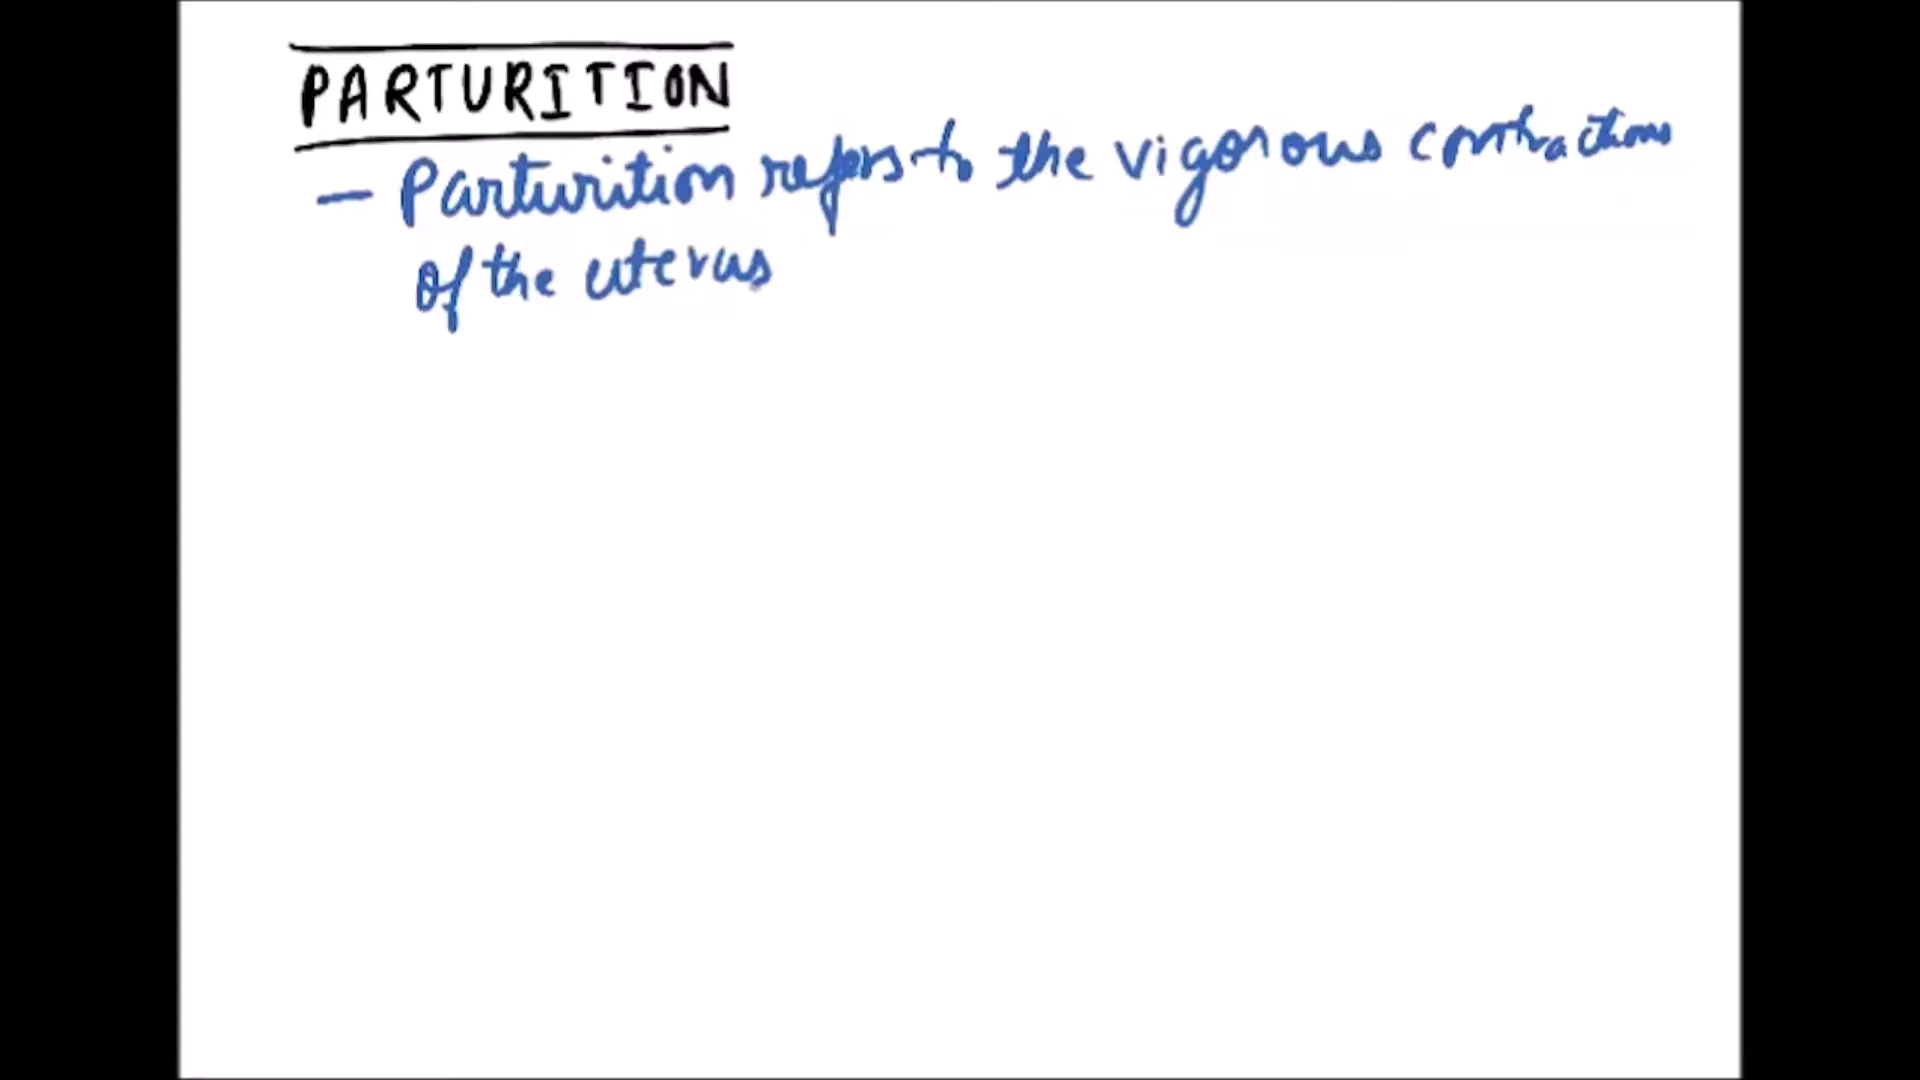 PARTURITION
- Parturition refers to the vigorous contractions
of the uterus